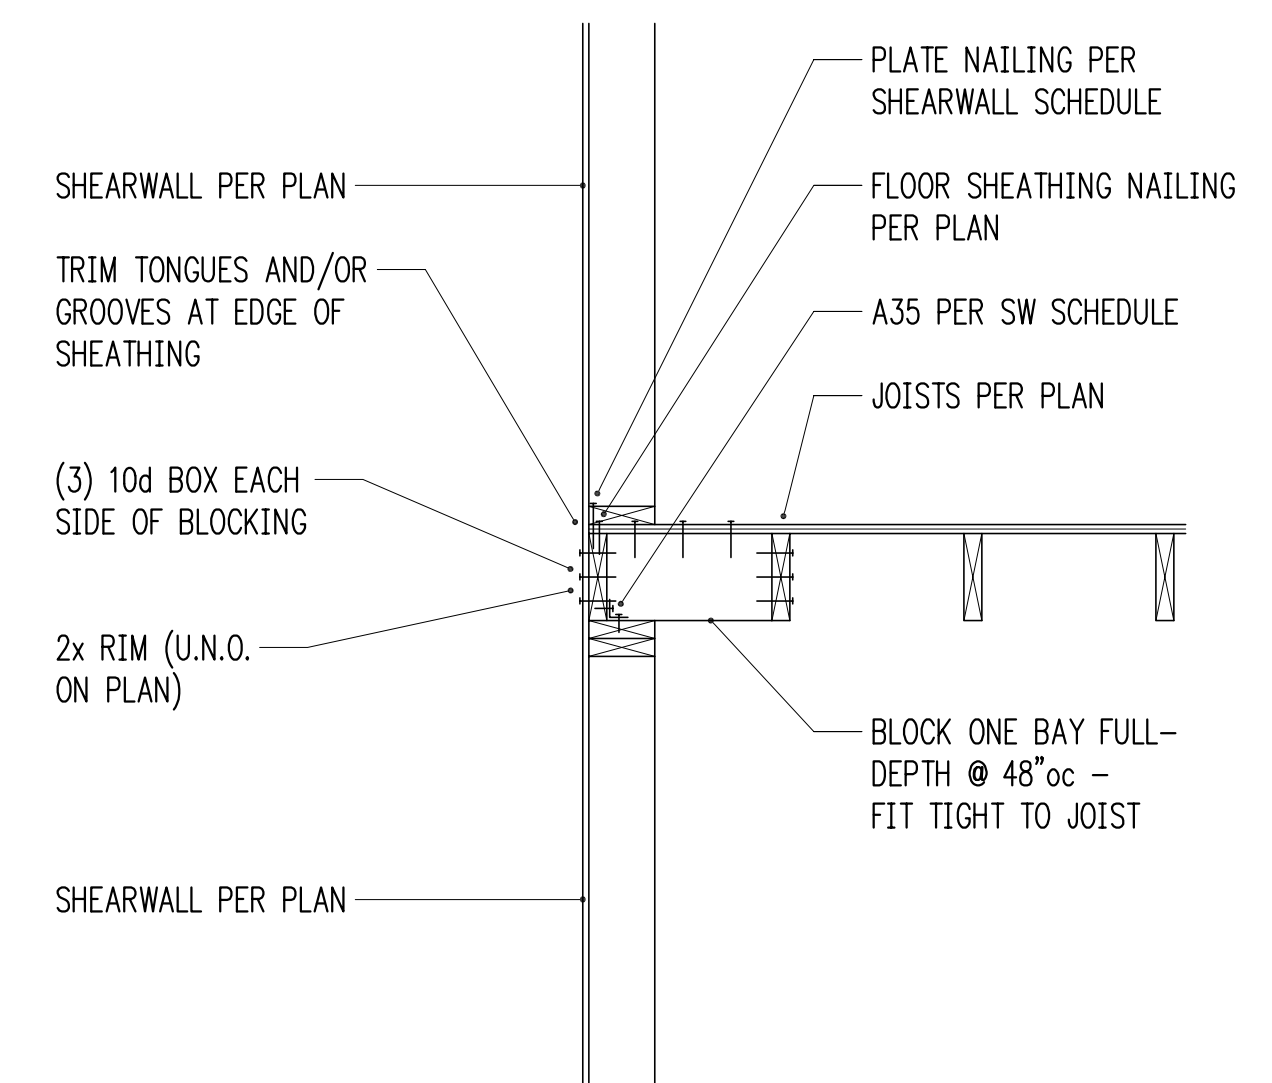 PLATE NAILING PER
SHEARWALL SCHEDULE
SHEARWALL PER PLAN
FLOOR SHEATHING NAILING
PER PLAN
TRIM TONGUES AND/OR
GROOVES AT EDGE OF
SHEATHING
A35 PER SW SCHEDULE
JOISTS PER PLAN
(3) 10d BOX EACH
SIDE OF BLOCKING
2x RIM (U.N.O.
ON PLAN)
BLOCK ONE BAY FULL-
DEPTH @ 48"oc -
FIT TIGHT TO JOIST
SHEARWALL PER PLAN